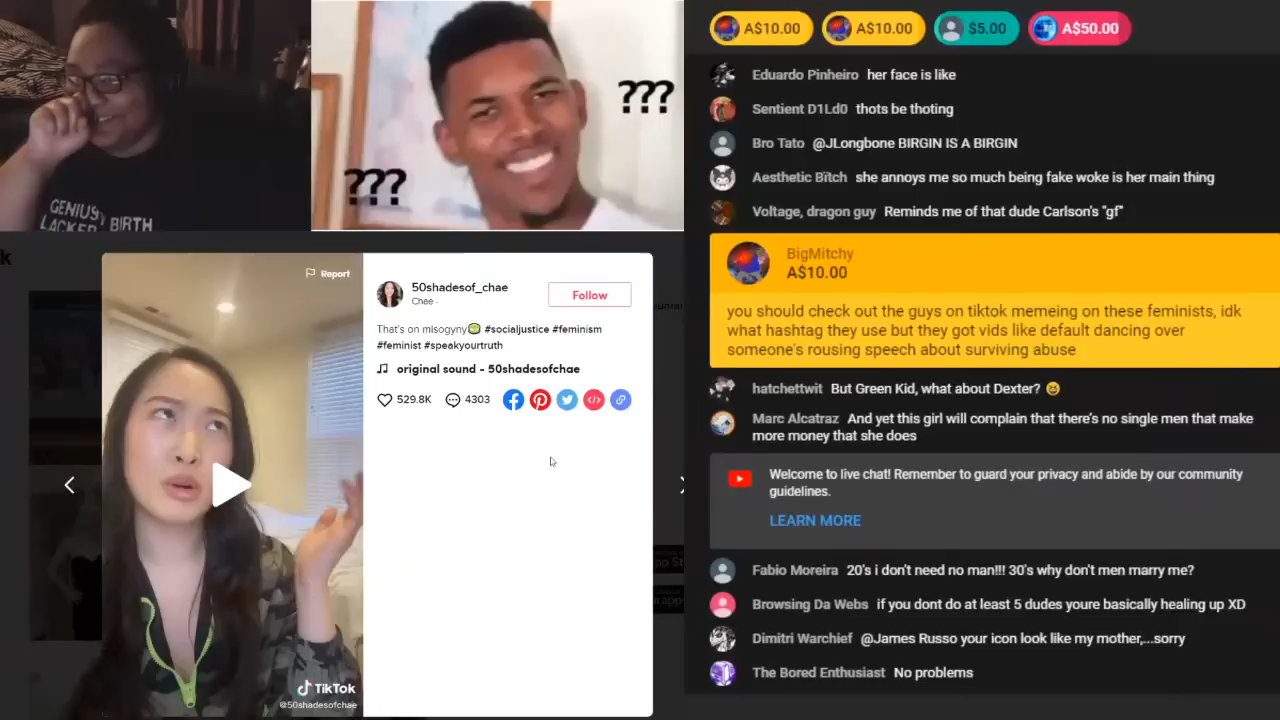 GENIUS
BIRTH
LACKED
???
???
k
Report
50shadesof_chae
Chae ·
Follow
That's on misogyny #socialjustice #feminism
#feminist #speakyourtruth
original sound - 50shadesofchae
529.8K
4303
TikTok
@50shadesofchae
A$10.00
A$10.00
$5.00
A$50.00
Eduardo Pinheiro her face is like
Sentient D1Ld0 thots be thoting
Bro Tato @JLongbone BIRGIN IS A BIRGIN
Aesthetic Bïtch she annoys me so much being fake woke is her main thing
Voltage, dragon guy Reminds me of that dude Carlson's "gf"
BigMitchy
A$10.00
you should check out the guys on tiktok memeing on these feminists, idk
what hashtag they use but they got vids like default dancing over
someone's rousing speech about surviving abuse
hatchettwit But Green Kid, what about Dexter? 😆
Marc Alcatraz And yet this girl will complain that there's no single men that make
more money that she does
Welcome to live chat! Remember to guard your privacy and abide by our community
guidelines.
LEARN MORE
Fabio Moreira 20's i don't need no man!!! 30's why don't men marry me?
Browsing Da Webs if you dont do at least 5 dudes youre basically healing up XD
Dimitri Warchief @James Russo your icon look like my mother,...sorry
The Bored Enthusiast No problems